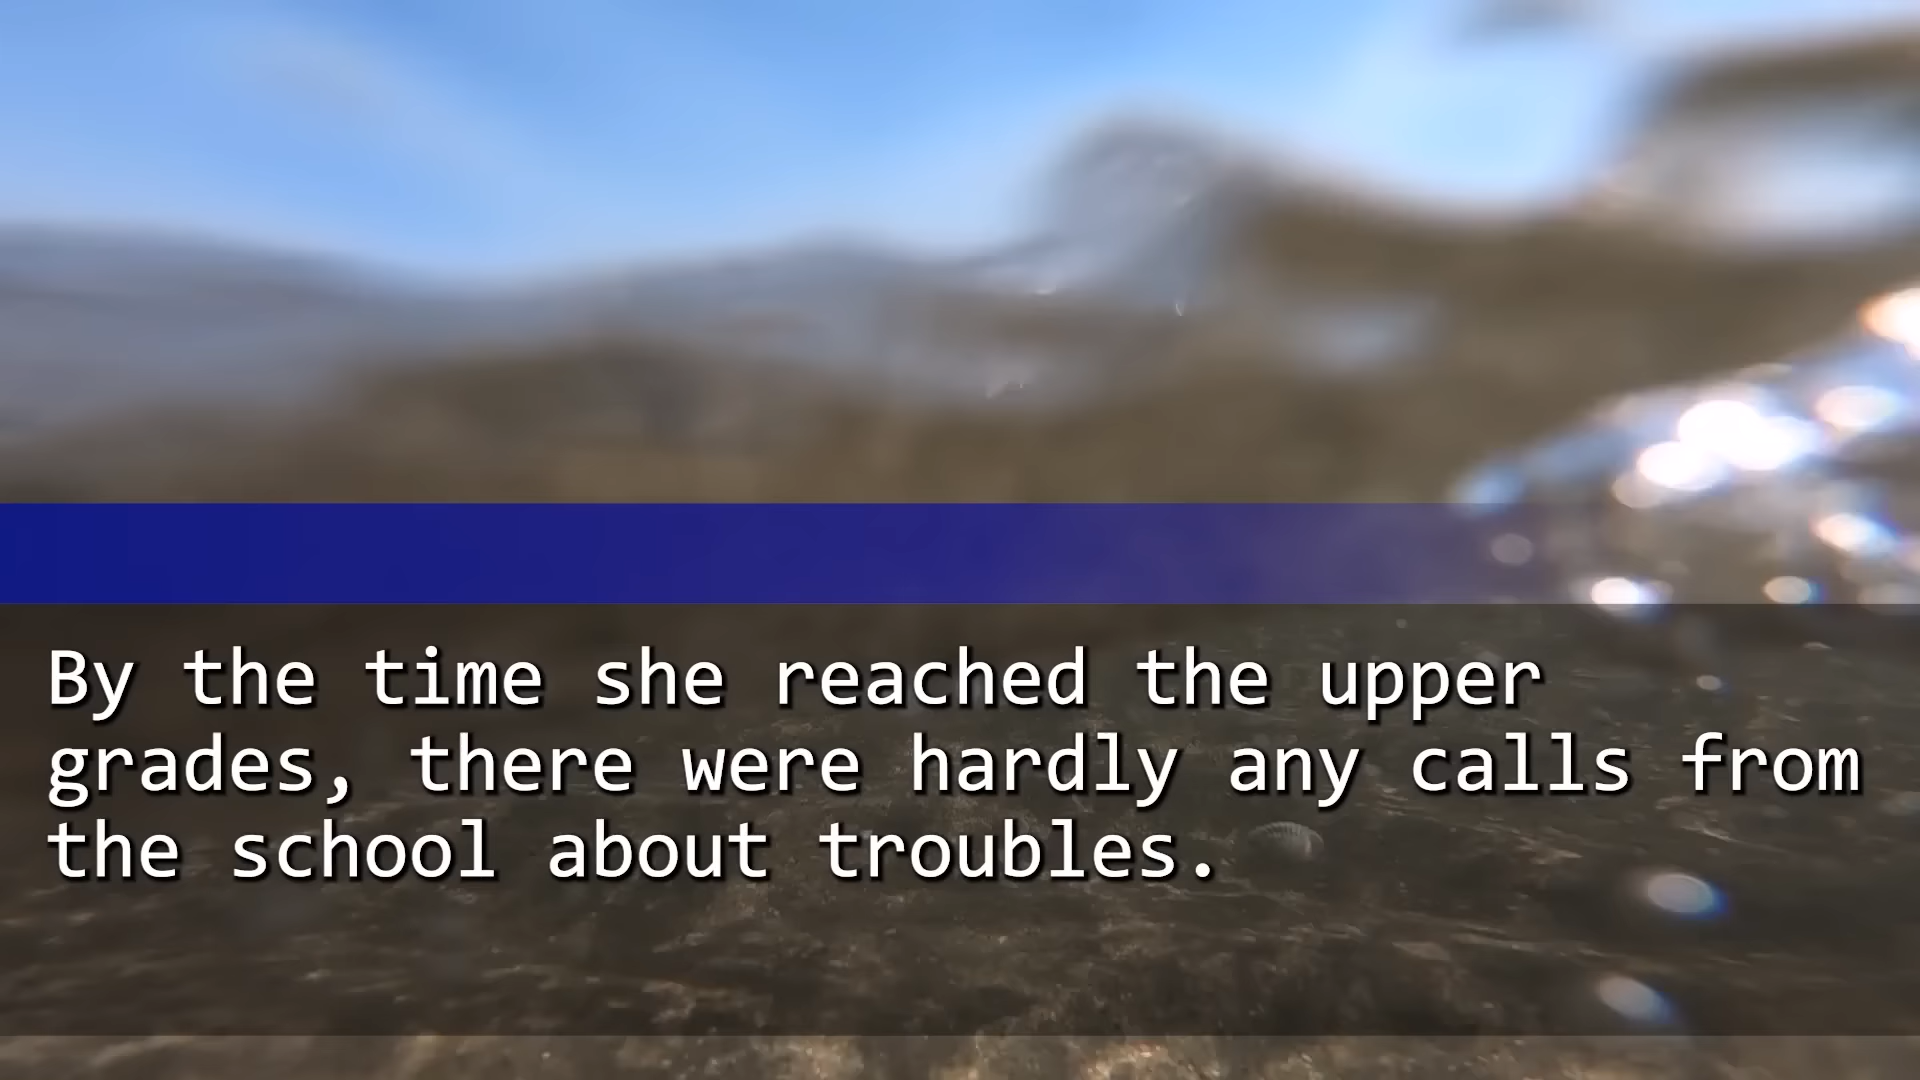 By the time she reached the upper
grades, there were hardly any calls from
the school about troubles.